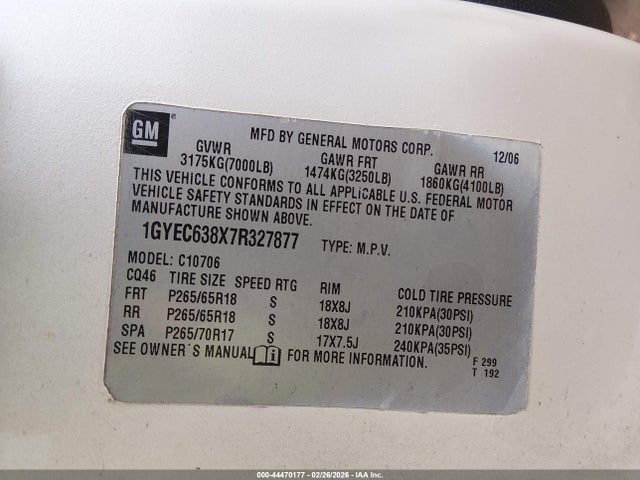 GM
MFD BY GENERAL MOTORS CORP. 12/06
GVWR GAWR FRT GAWR RR
3175KG(7000LB) 1474KG(3250LB) 1860KG(4100LB)
THIS VEHICLE CONFORMS TO ALL APPLICABLE U.S. FEDERAL MOTOR
VEHICLE SAFETY STANDARDS IN EFFECT ON THE DATE OF
MANUFACTURE SHOWN ABOVE.
1GYEC638X7R327877 TYPE: M.P.V.
MODEL: C10706
CQ46 TIRE SIZE SPEED RTG RIM COLD TIRE PRESSURE
FRT P265/65R18 S 18X8J 210KPA(30PSI)
RR P265/65R18 S 18X8J 210KPA(30PSI)
SPA P265/70R17 S 17X7.5J 240KPA(35PSI)
SEE OWNER'S MANUAL FOR MORE INFORMATION.
F 299
T 192
000-44470177 - 02/26/2026 - IAA Inc.